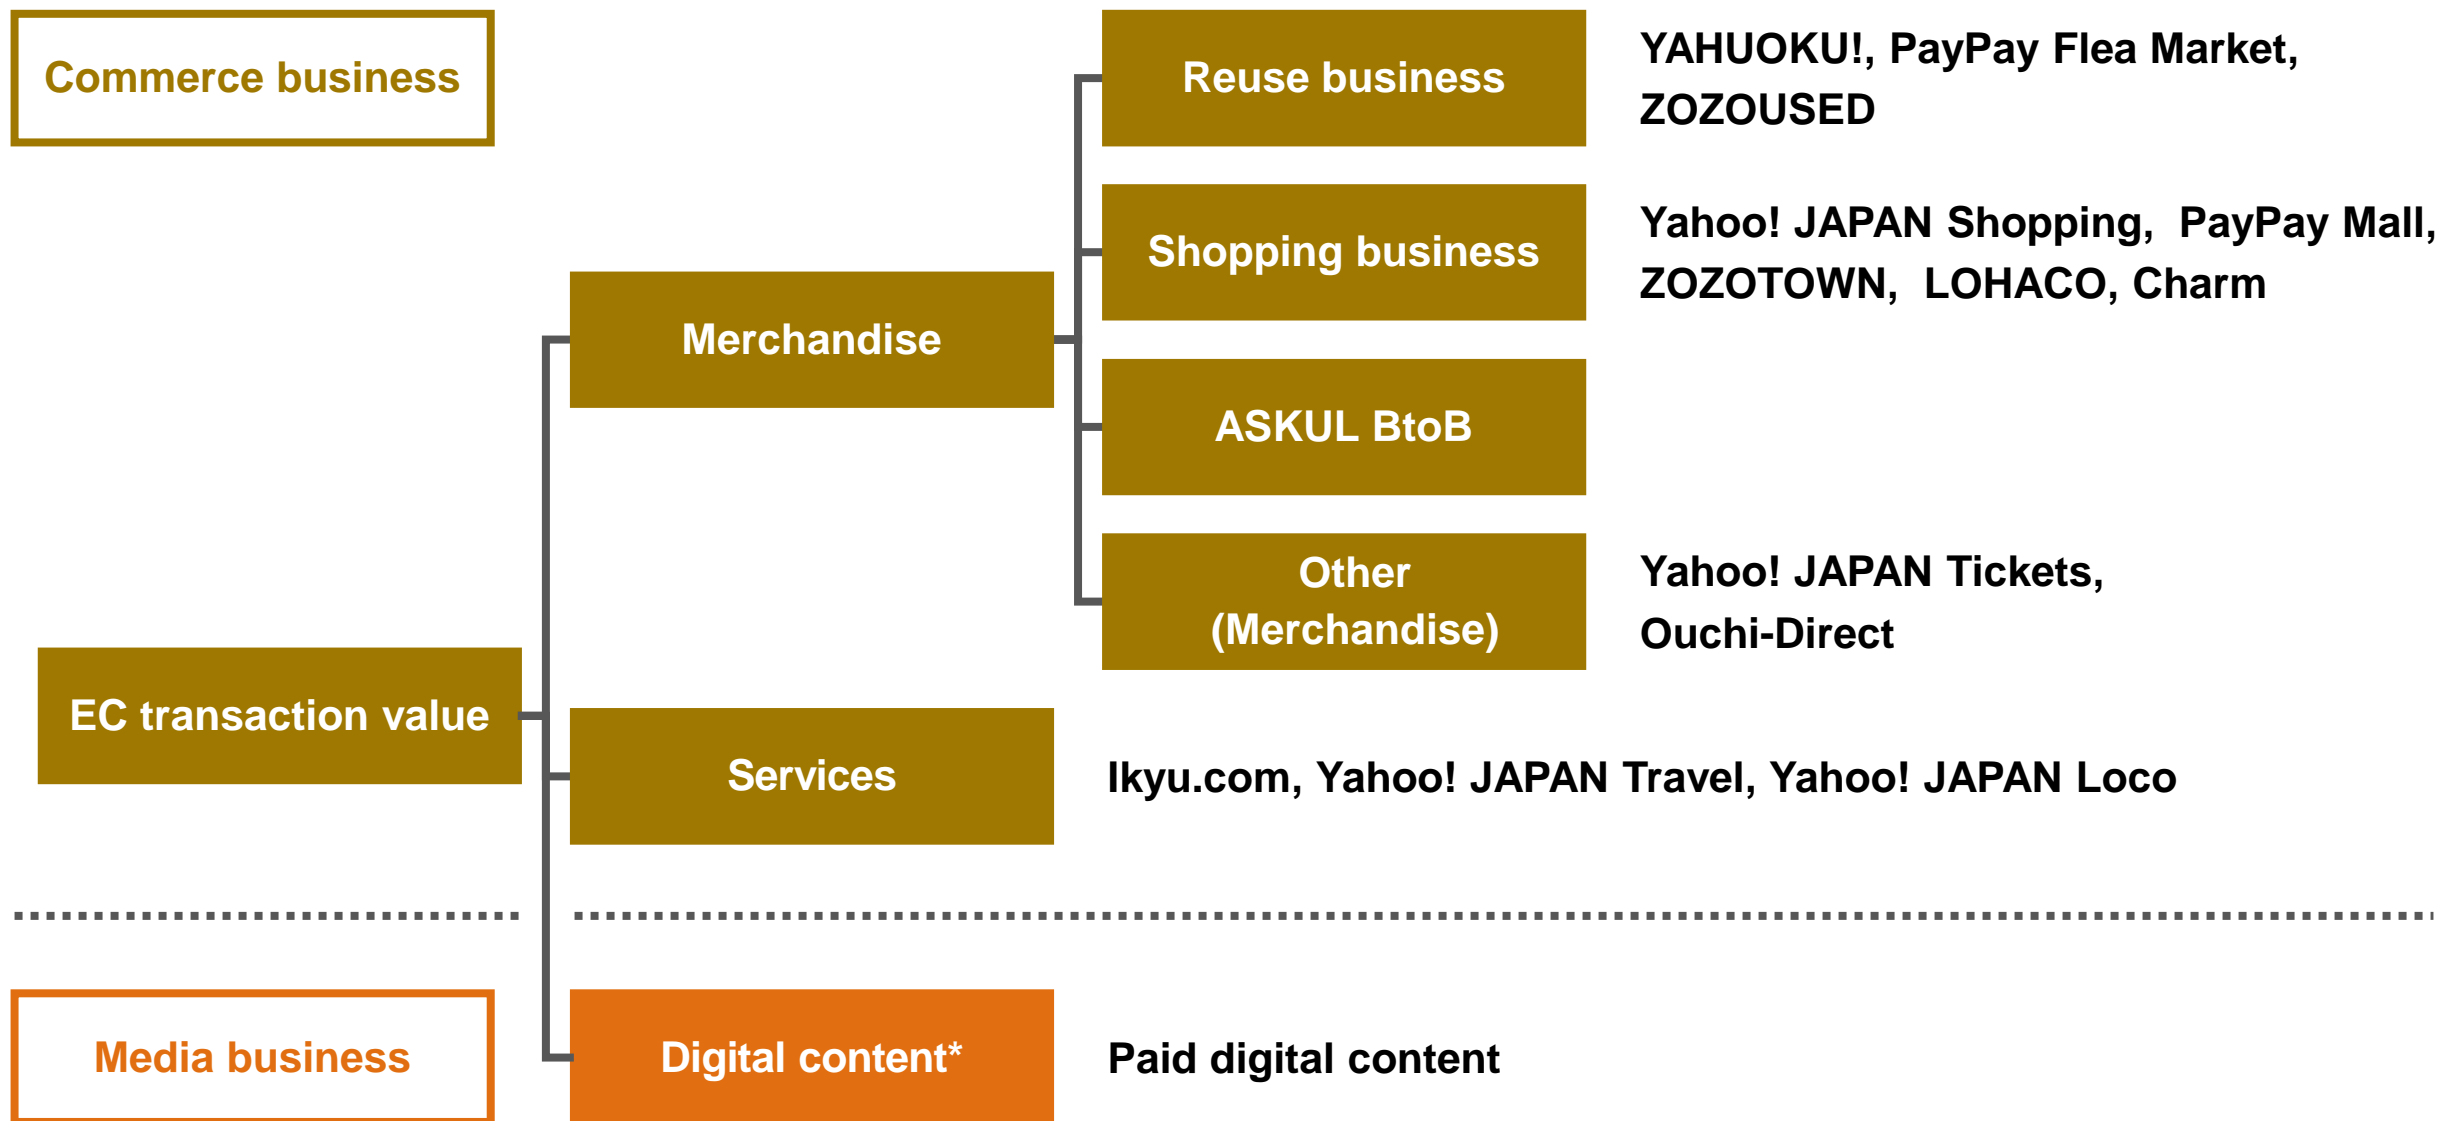 Commerce business
Reuse business
YAHUOKU!, PayPay Flea Market,
ZOZOUSED
Shopping business
Yahoo! JAPAN Shopping, PayPay Mall,
ZOZOTOWN, LOHACO, Charm
Merchandise
ASKUL BtoB
Other
(Merchandise)
Yahoo! JAPAN Tickets,
Ouchi-Direct
EC transaction value
Services
Ikyu.com, Yahoo! JAPAN Travel, Yahoo! JAPAN Loco
Media business
Digital content*
Paid digital content